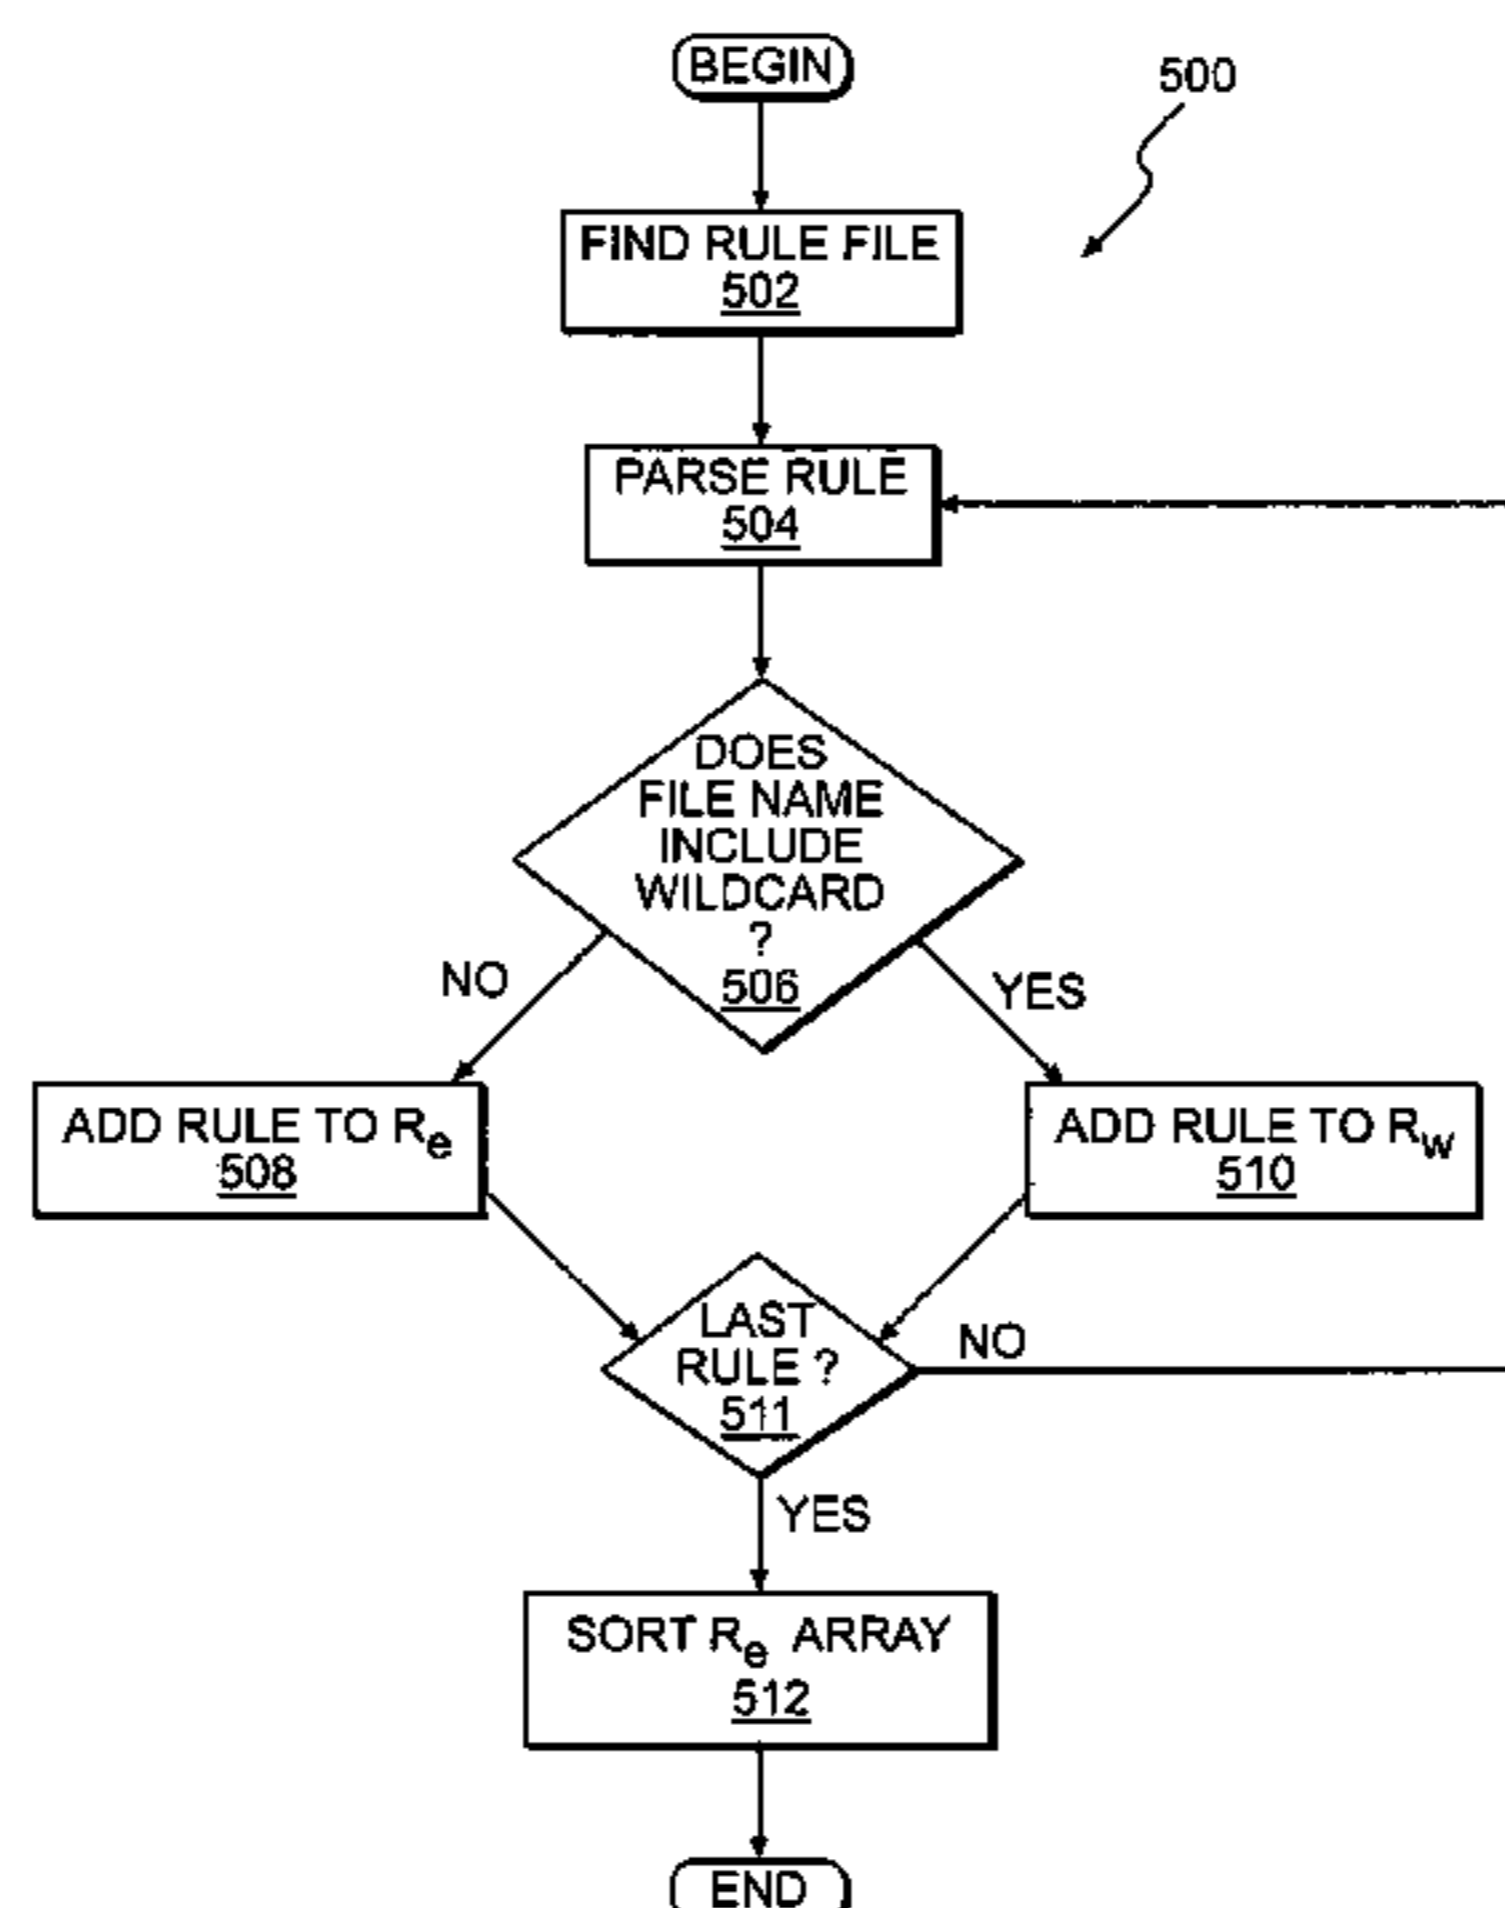 BEGIN
500
FIND RULE FILE
502
PARSE RULE
504
DOES
FILE NAME
INCLUDE
WILDCARD
?
506
NO
YES
ADD RULE TO Re
508
ADD RULE TO Rw
510
LAST
RULE ?
511
NO
YES
SORT Re ARRAY
512
END